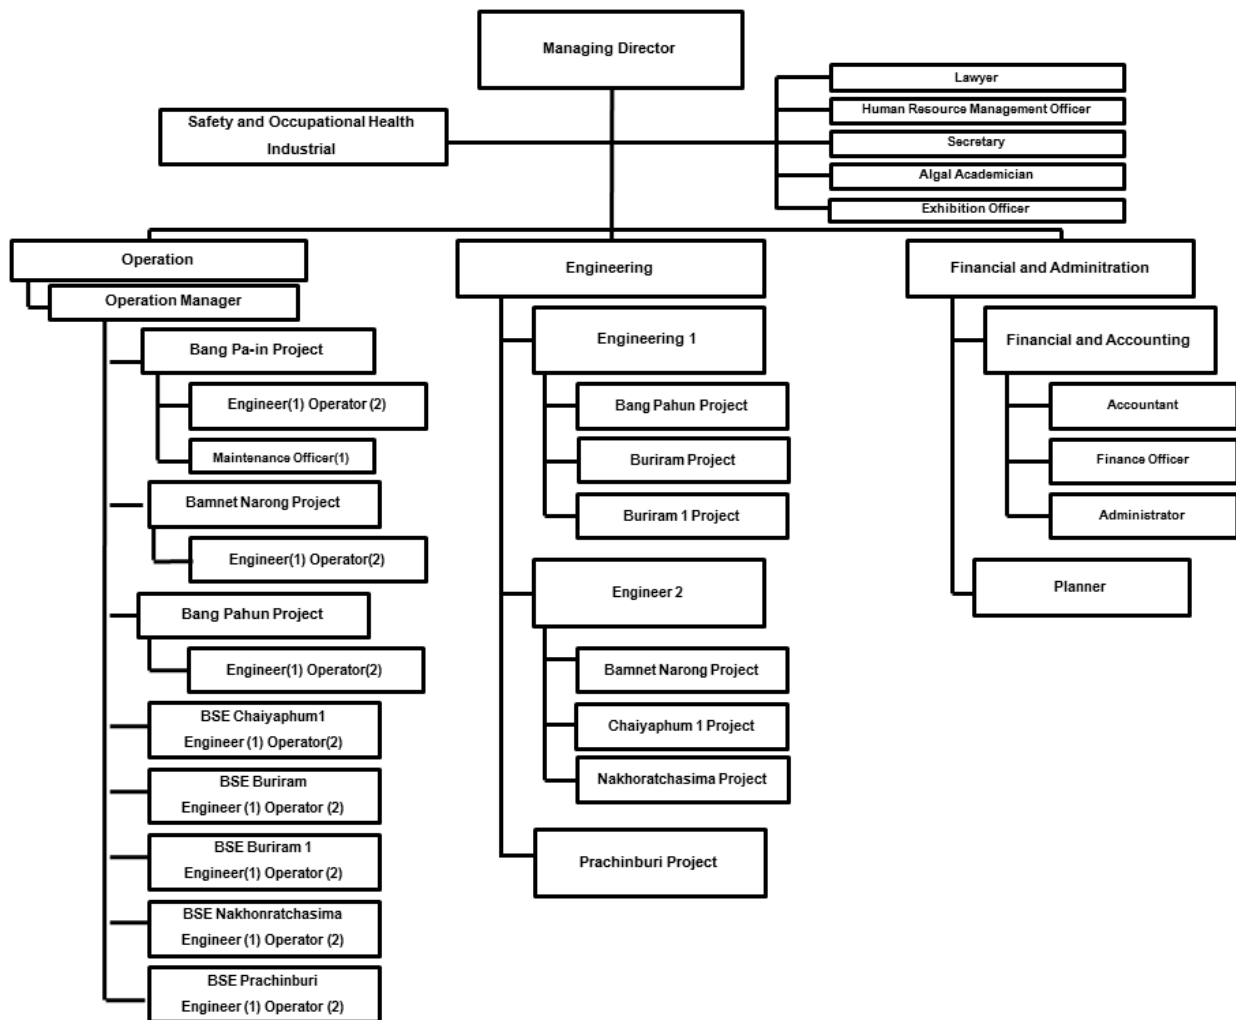 Managing Director
Lawyer
Human Resource Management Officer
Secretary
Algal Academician
Exhibition Officer
Safety and Occupational Health
Industrial
Operation
Operation Manager
Bang Pa-in Project
Engineer(1) Operator (2)
Maintenance Officer(1)
Bamnet Narong Project
Engineer(1) Operator(2)
Bang Pahun Project
Engineer(1) Operator(2)
BSE Chaiyaphum1
Engineer (1) Operator(2)
BSE Buriram
Engineer (1) Operator (2)
BSE Buriram 1
Engineer(1) Operator (2)
BSE Nakhonratchasima
Engineer (1) Operator (2)
BSE Prachinburi
Engineer (1) Operator (2)
Engineering
Engineering 1
Bang Pahun Project
Buriram Project
Buriram 1 Project
Engineer 2
Bamnet Narong Project
Chaiyaphum 1 Project
Nakhoratchasima Project
Prachinburi Project
Financial and Adminitration
Financial and Accounting
Accountant
Finance Officer
Administrator
Planner